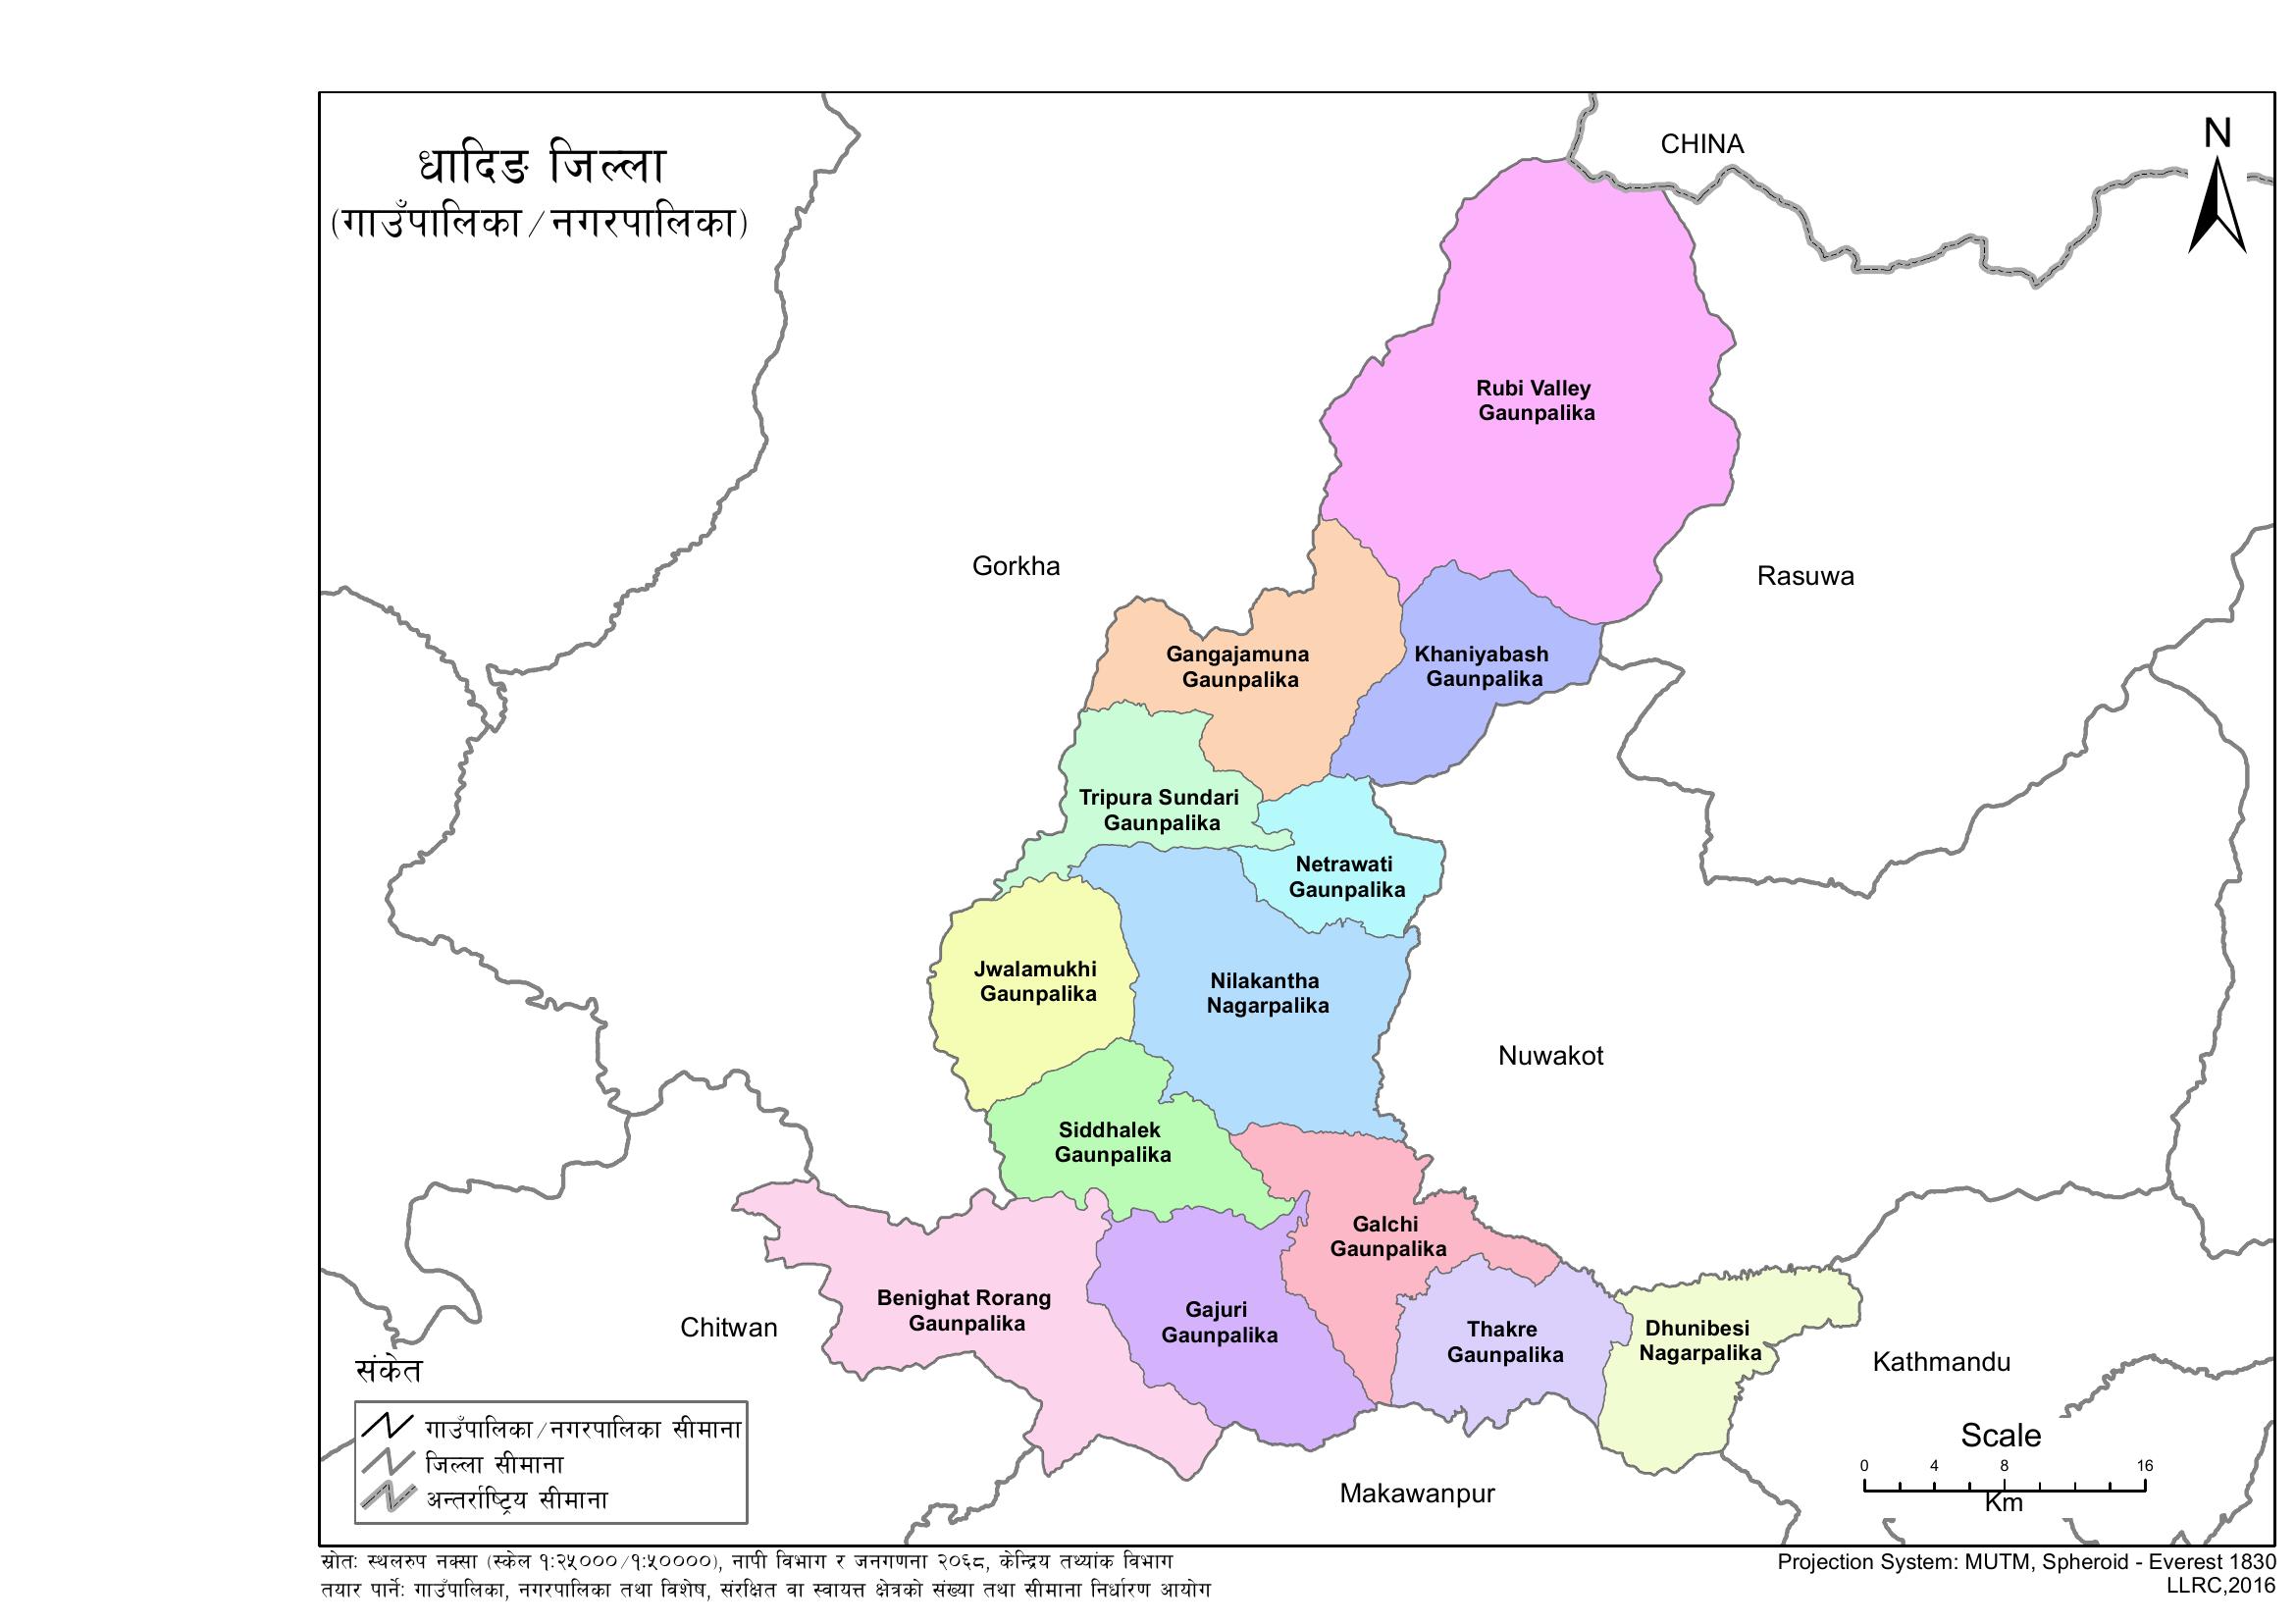 धादिङ जिल्ला
(गाउँपालिका/नगरपालिका)
CHINA
N
Rubi Valley
Gaunpalika
Gorkha
Rasuwa
Gangajamuna
Gaunpalika
Khaniyabash
Gaunpalika
Tripura Sundari
Gaunpalika
Netrawati
Gaunpalika
Jwalamukhi
Gaunpalika
Nilakantha
Nagarpalika
Nuwakot
Siddhalek
Gaunpalika
Galchi
Gaunpalika
Benighat Rorang
Gaunpalika
Gajuri
Gaunpalika
Thakre
Gaunpalika
Dhunibesi
Nagarpalika
Chitwan
Kathmandu
Makawanpur
संकेत
गाउँपालिका/नगरपालिका सीमाना
जिल्ला सीमाना
अन्तर्राष्ट्रिय सीमाना
Scale
0 4 8 16
Km
स्रोतः स्थलरुप नक्सा (स्केल १:२५०००/१:५००००), नापी विभाग र जनगणना २०६८, केन्द्रिय तथ्यांक विभाग
तयार पार्नेः गाउँपालिका, नगरपालिका तथा विशेष, संरक्षित वा स्वायत्त क्षेत्रको संख्या तथा सीमाना निर्धारण आयोग
Projection System: MUTM, Spheroid - Everest 1830
LLRC,2016